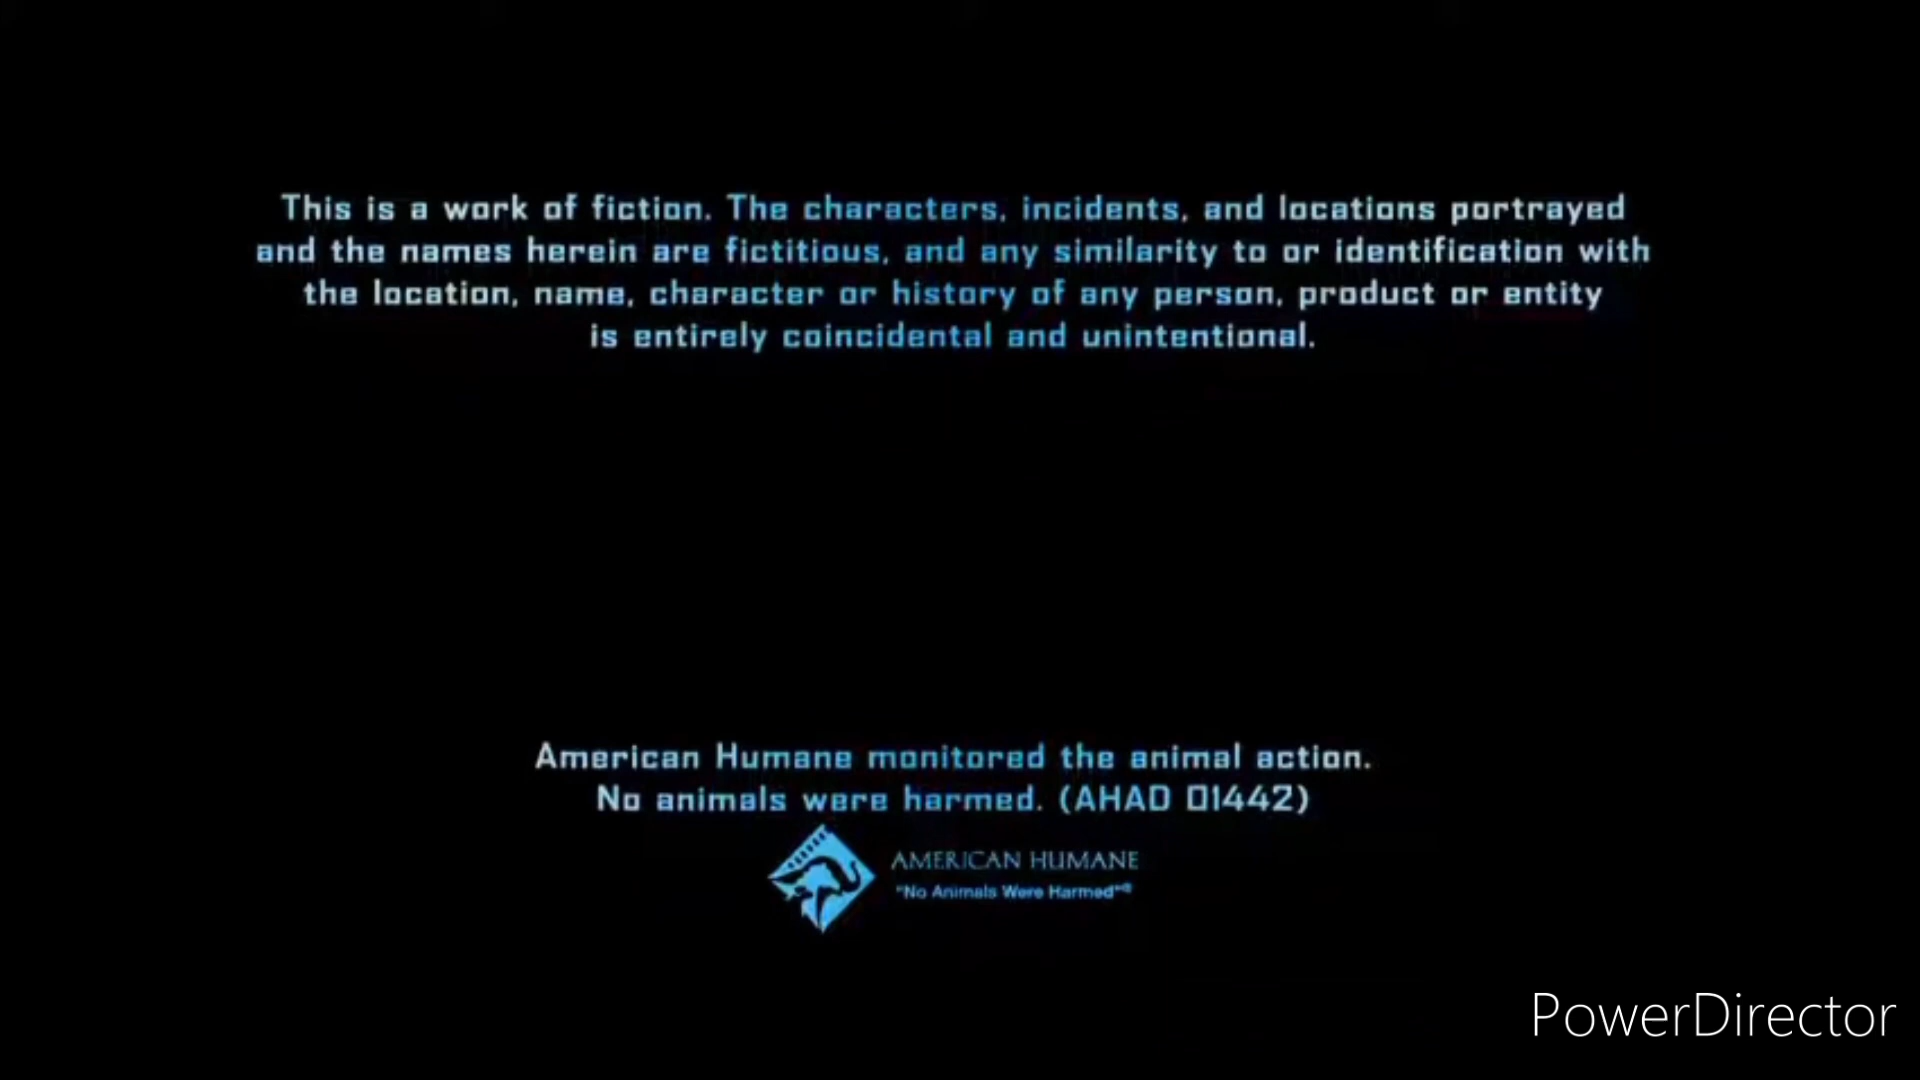 This is a work of fiction. The characters, incidents, and locations portrayed
and the names herein are fictitious, and any similarity to or identification with
the location, name, character or history of any person, product or entity
is entirely coincidental and unintentional.
American Humane monitored the animal action.
No animals were harmed. (AHAD 01442)
AMERICAN HUMANE
"No Animals Were Harmed"®
PowerDirector